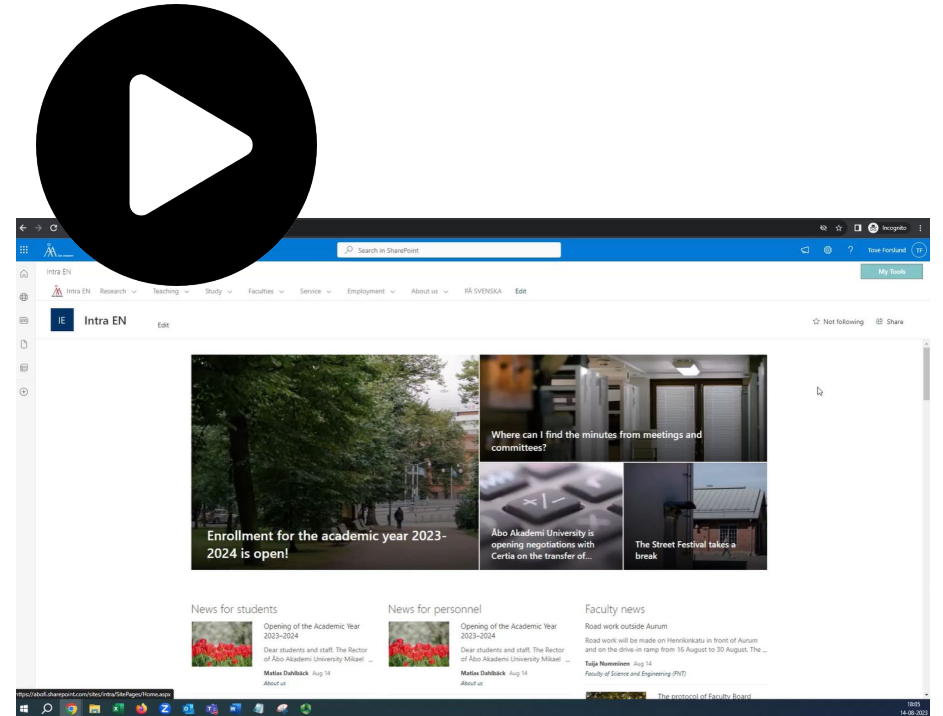 Incognito
Search in SharePoint
Tove Forslund
TF
Intra EN
My Tools
Intra EN Research Teaching Study Faculties Service Employment About us PÅ SVENSKA Edit
IE Intra EN Edit
Not following Share
Where can I find the minutes from meetings and
committees?
Enrollment for the academic year 2023-
2024 is open!
Åbo Akademi University is
opening negotiations with
Certia on the transfer of...
The Street Festival takes a
break
News for students
Opening of the Academic Year
2023–2024
Dear students and staff. The Rector
of Åbo Akademi University Mikael ...
Matias Dahlbäck Aug 14
About us
News for personnel
Opening of the Academic Year
2023–2024
Dear students and staff. The Rector
of Åbo Akademi University Mikael ...
Matias Dahlbäck Aug 14
About us
Faculty news
Road work outside Aurum
Road work will be made on Henrikinkatu in front of Aurum
and on the drive-in ramp from 16 August to 30 August. The ...
Tuija Numminen Aug 14
Faculty of Science and Engineering (FNT)
The protocol of Faculty Board
https://abofi.sharepoint.com/sites/intra/SitePages/Home.aspx
18:05
14-08-2023